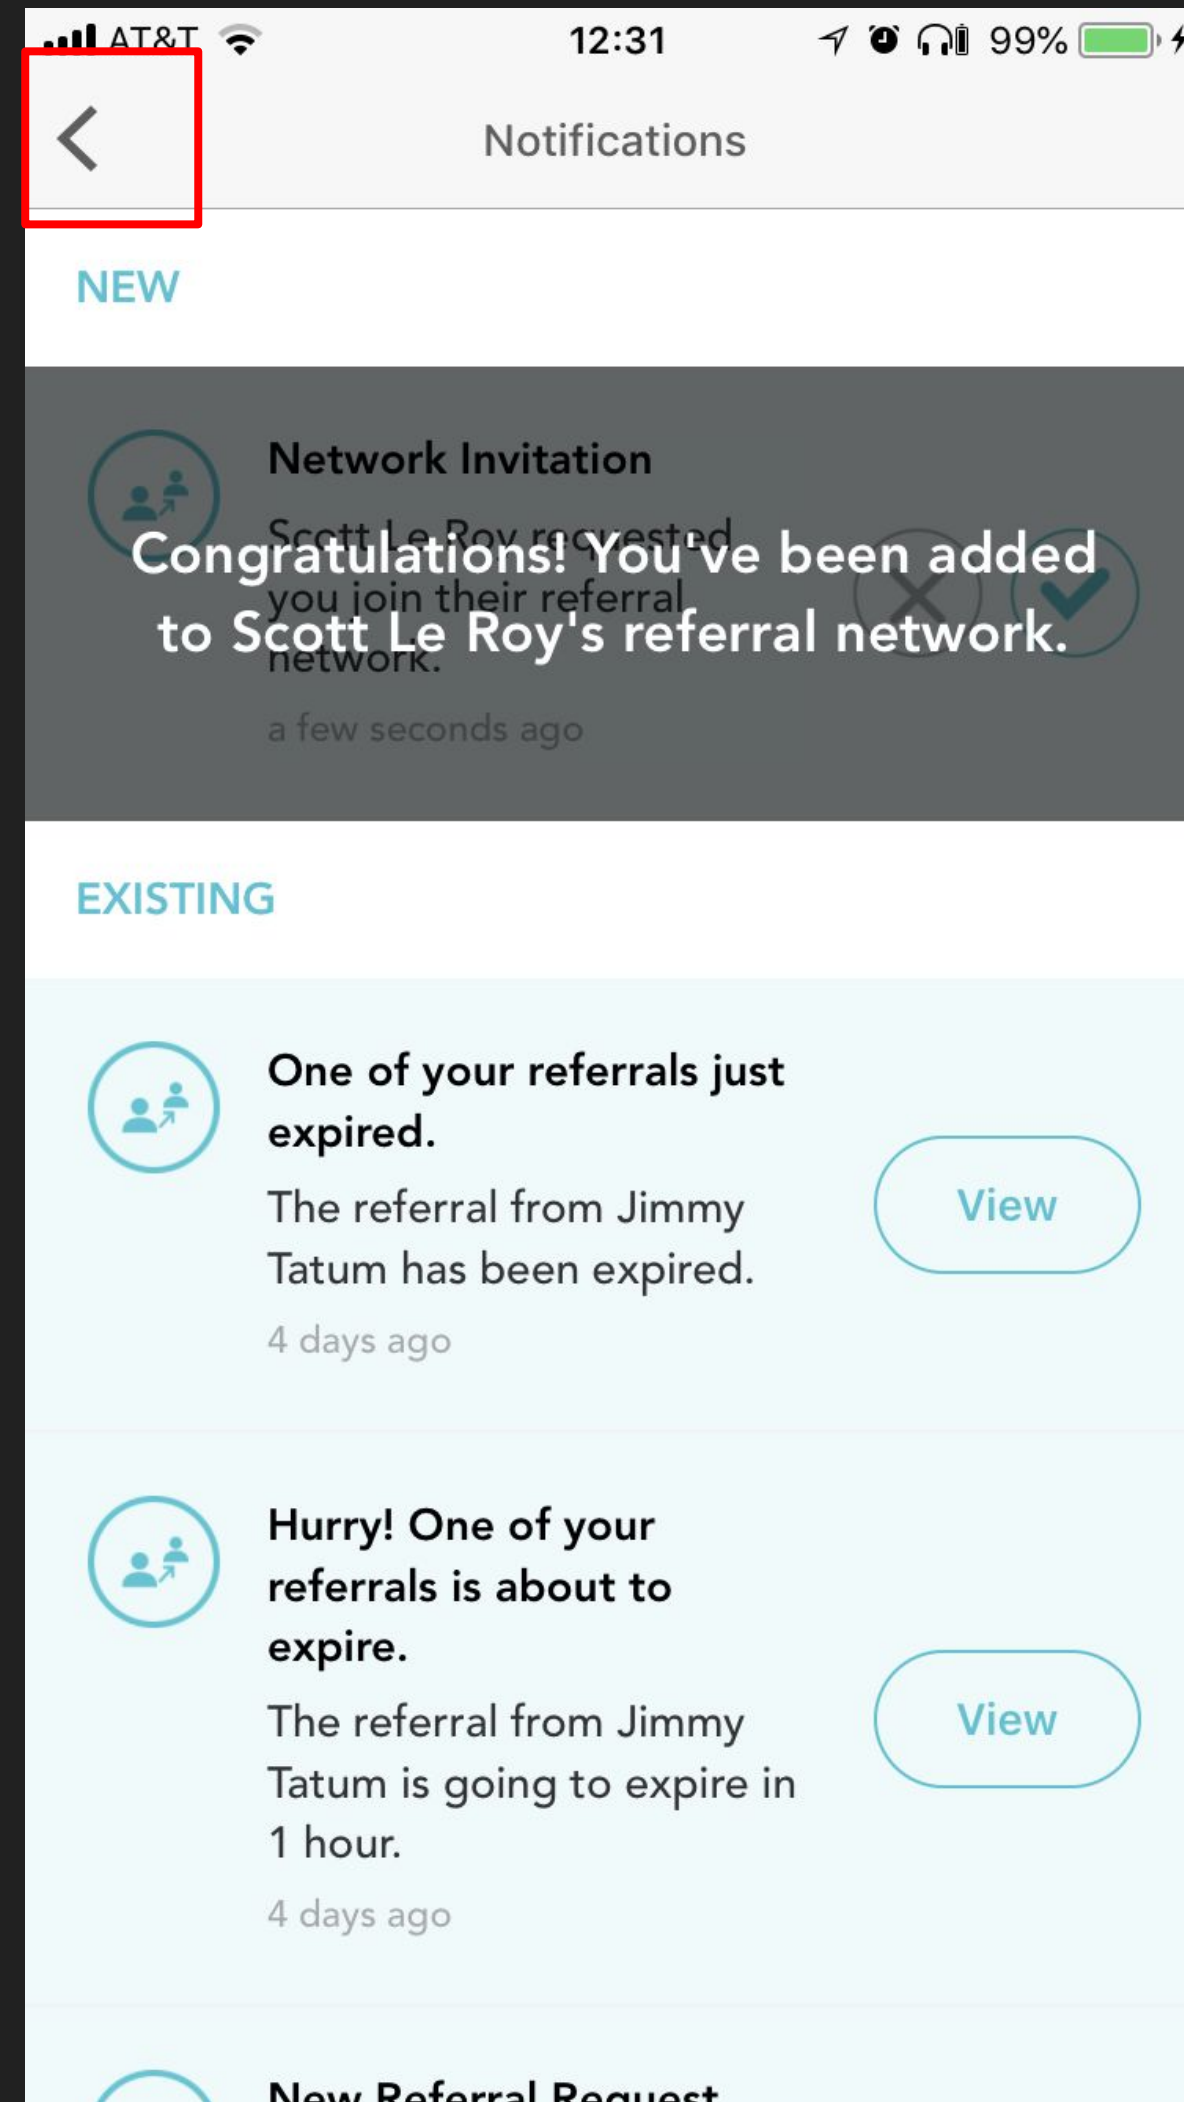 AT&T 12:31 99%
Notifications
NEW
Network Invitation
Scott Le Roy requested
you join their referral
network.
Congratulations! You've been added
to Scott Le Roy's referral network.
a few seconds ago
EXISTING
One of your referrals just
expired.
The referral from Jimmy
Tatum has been expired.
4 days ago
View
Hurry! One of your
referrals is about to
expire.
The referral from Jimmy
Tatum is going to expire in
1 hour.
4 days ago
View
New Referral Request